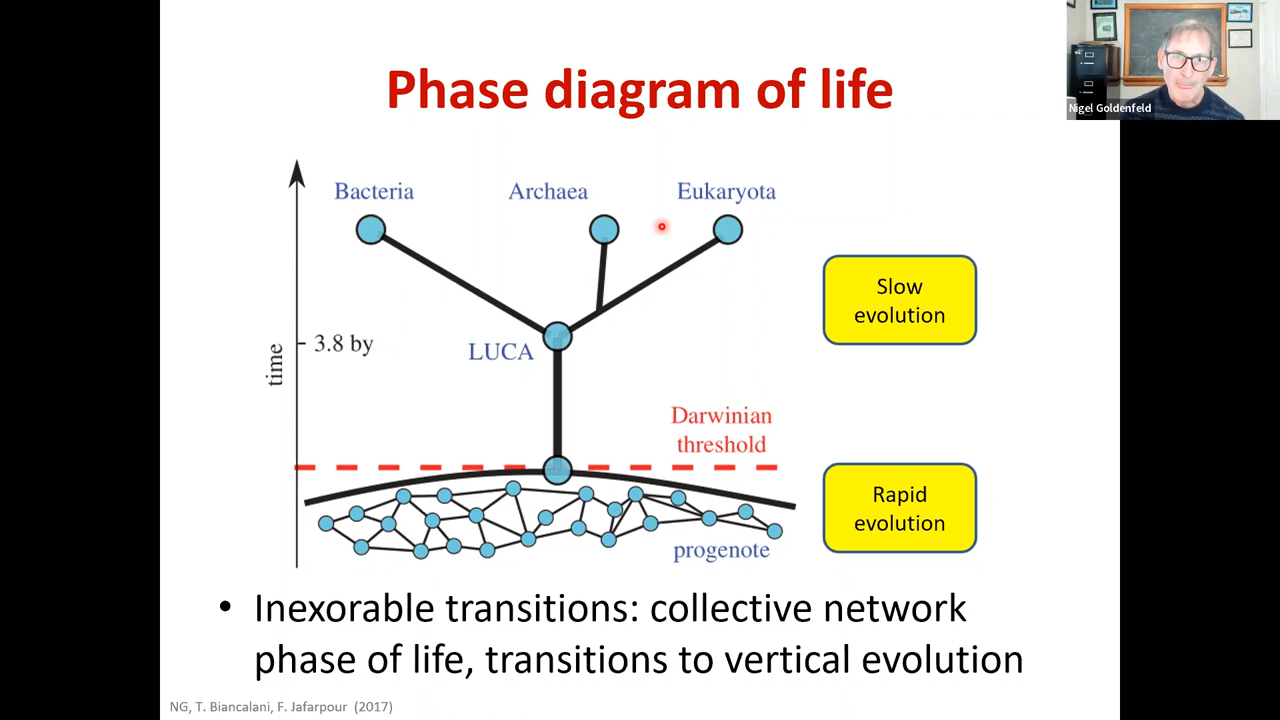 Nigel Goldenfeld
Phase diagram of life
Bacteria
Archaea
Eukaryota
Slow
evolution
3.8 by
LUCA
time
Darwinian
threshold
Rapid
evolution
progenote
• Inexorable transitions: collective network
phase of life, transitions to vertical evolution
NG, T. Biancalani, F. Jafarpour (2017)